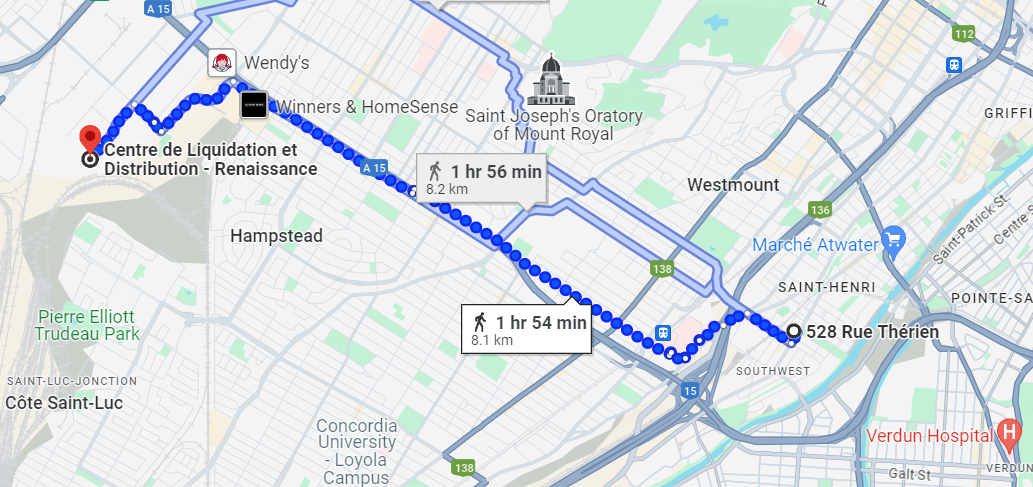 A 15
112
Wendy's
Winners & HomeSense
Saint Joseph's Oratory
of Mount Royal
GRIFFI
Centre de Liquidation et
Distribution - Renaissance
A 15
1 hr 56 min
8.2 km
Westmount
136
Saint-Patrick St.
Centre S
Hampstead
Marché Atwater
138
SAINT-HENRI
POINTE-SA
Pierre Elliott
Trudeau Park
1 hr 54 min
8.1 km
528 Rue Thérien
SOUTHWEST
SAINT-LUC-JONCTION
Côte Saint-Luc
15
Concordia
University
- Loyola
Campus
Verdun Hospital
H
138
Galt St
VERDUN